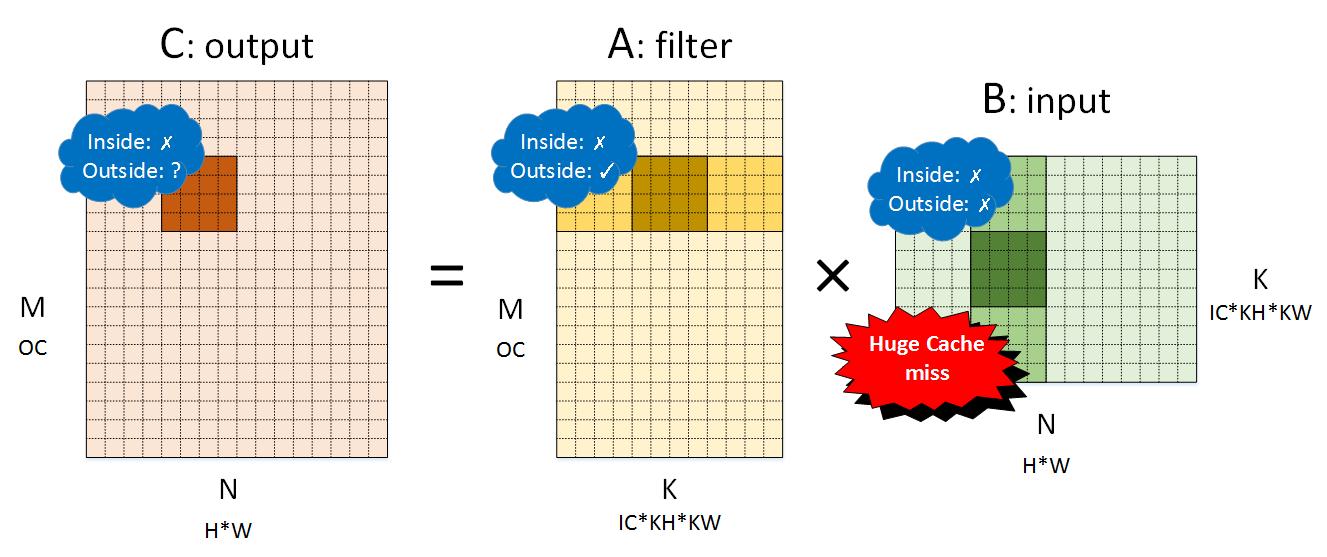 C: output
A: filter
B: input
Inside: ✗
Outside: ?
Inside: ✗
Outside: ✓
Inside: ✗
Outside: ✗
=
×
M
OC
M
OC
K
IC*KH*KW
Huge Cache
miss
N
H*W
K
IC*KH*KW
N
H*W